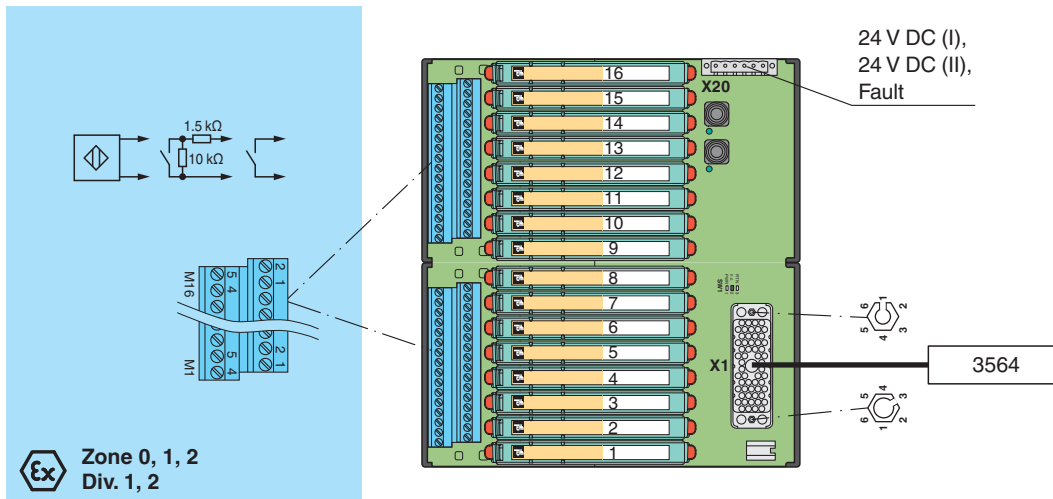 24 V DC (I),
24 V DC (II),
Fault
X20
16
15
14
13
12
11
10
9
8
7
6
5
4
3
2
1
1.5 kΩ
10 kΩ
M16
5 4
2 1
M1
5 4
2 1
X1
6 1 2
5 4 3
3564
5 4 3
6 1 2
Ex
Zone 0, 1, 2
Div. 1, 2